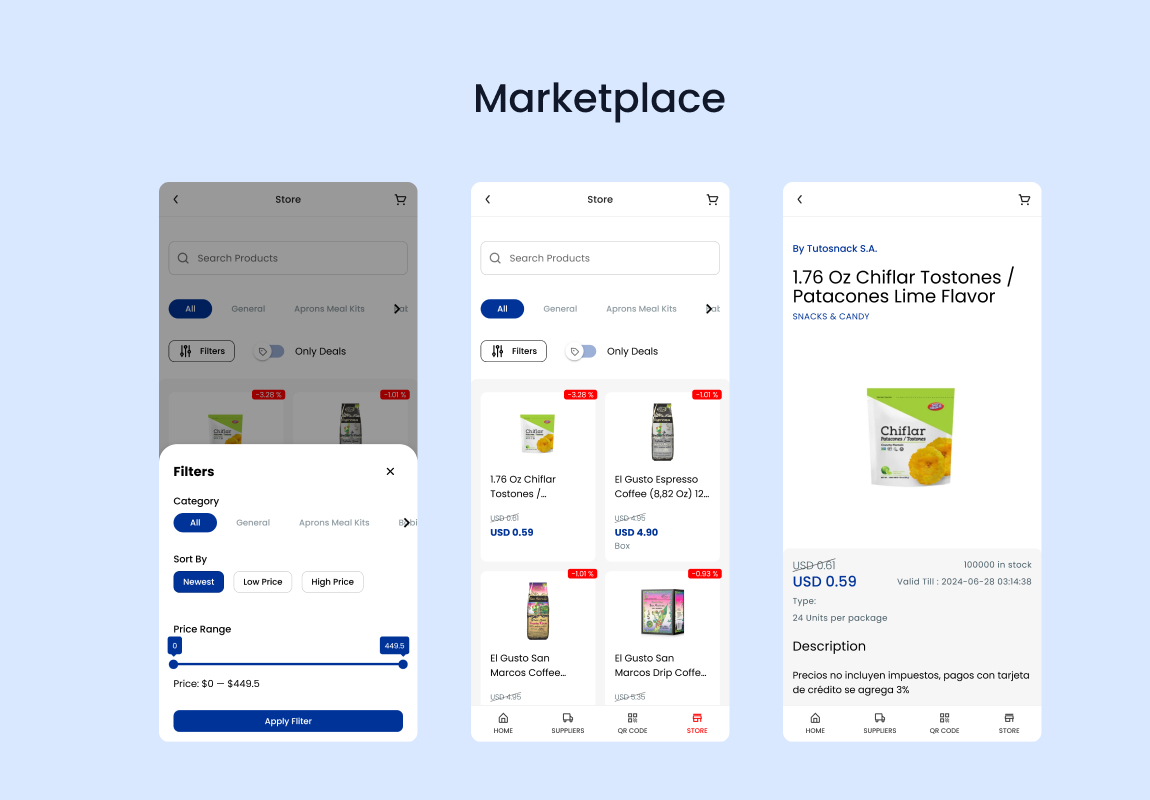 Marketplace
Store
Search Products
All General Aprons Meal Kits
Filters Only Deals
-3.28 % -1.01 %
Chiflar
Filters
Category
All General Aprons Meal Kits
Sort By
Newest Low Price High Price
Price Range
0 449.5
Price: $0 — $449.5
Apply Filter
Store
Search Products
All General Aprons Meal Kits
Filters Only Deals
-3.28 % -1.01 %
Chiflar
1.76 Oz Chiflar
Tostones /...
USD 0.61
USD 0.59
El Gusto Espresso
Coffee (8,82 Oz) 12...
USD 4.95
USD 4.90
Box
-1.01 % -0.93 %
El Gusto San
Marcos Coffee...
USD 4.95
El Gusto San
Marcos Drip Coffe...
USD 5.35
HOME SUPPLIERS QR CODE STORE
By Tutosnack S.A.
1.76 Oz Chiflar Tostones /
Patacones Lime Flavor
SNACKS & CANDY
Chiflar
Patacones / Tostones
USD 0.61 100000 in stock
USD 0.59 Valid Till : 2024-06-28 03:14:38
Type:
24 Units per package
Description
Precios no incluyen impuestos, pagos con tarjeta
de crédito se agrega 3%
HOME SUPPLIERS QR CODE STORE